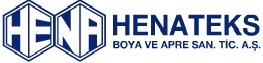 HENA HENATEKS
BOYA VE APRE SAN. TİC. A.Ş.